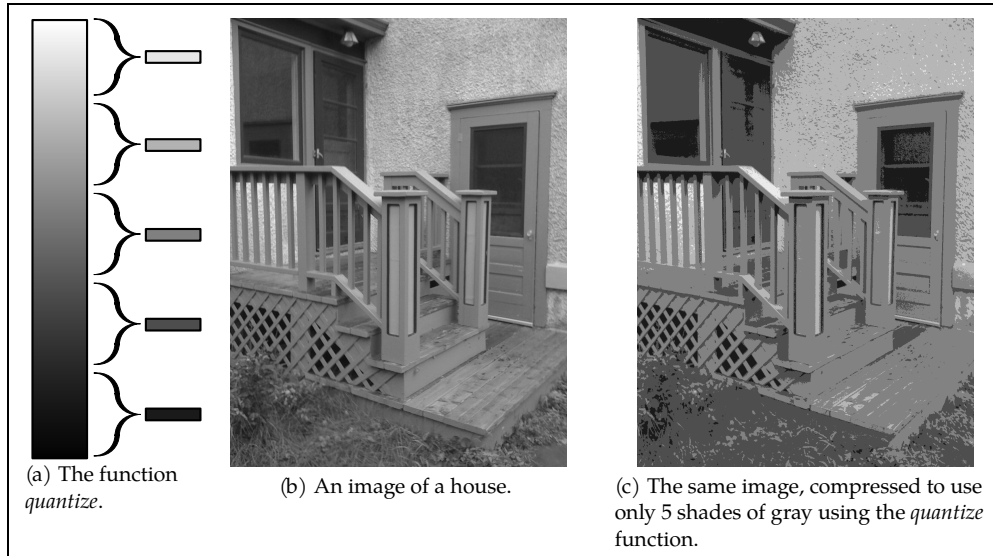 (a) The function
quantize.
(b) An image of a house.
(c) The same image, compressed to use
only 5 shades of gray using the quantize
function.